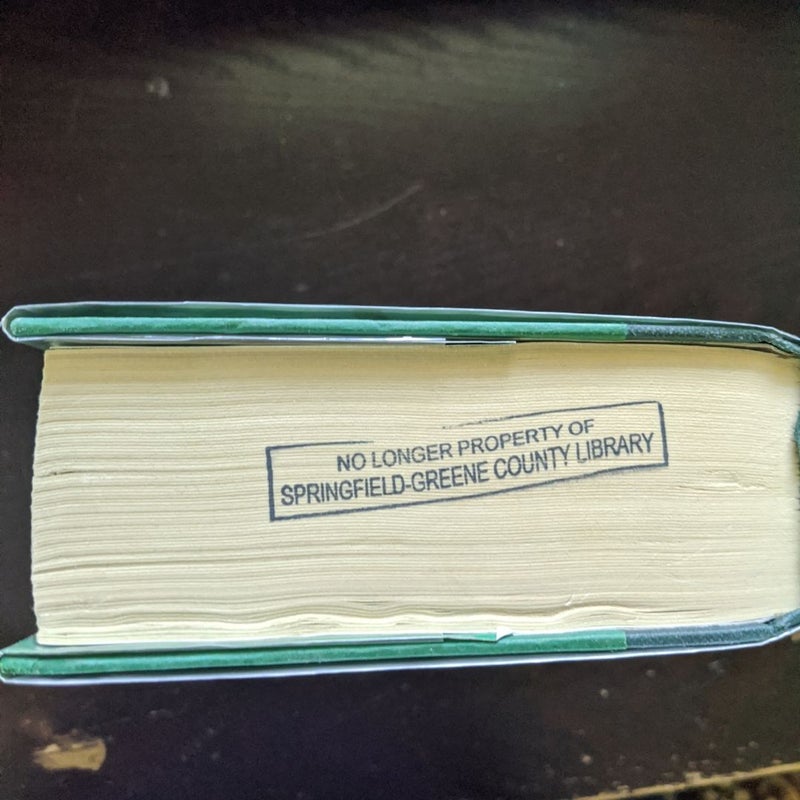 NO LONGER PROPERTY OF
SPRINGFIELD-GREENE COUNTY LIBRARY